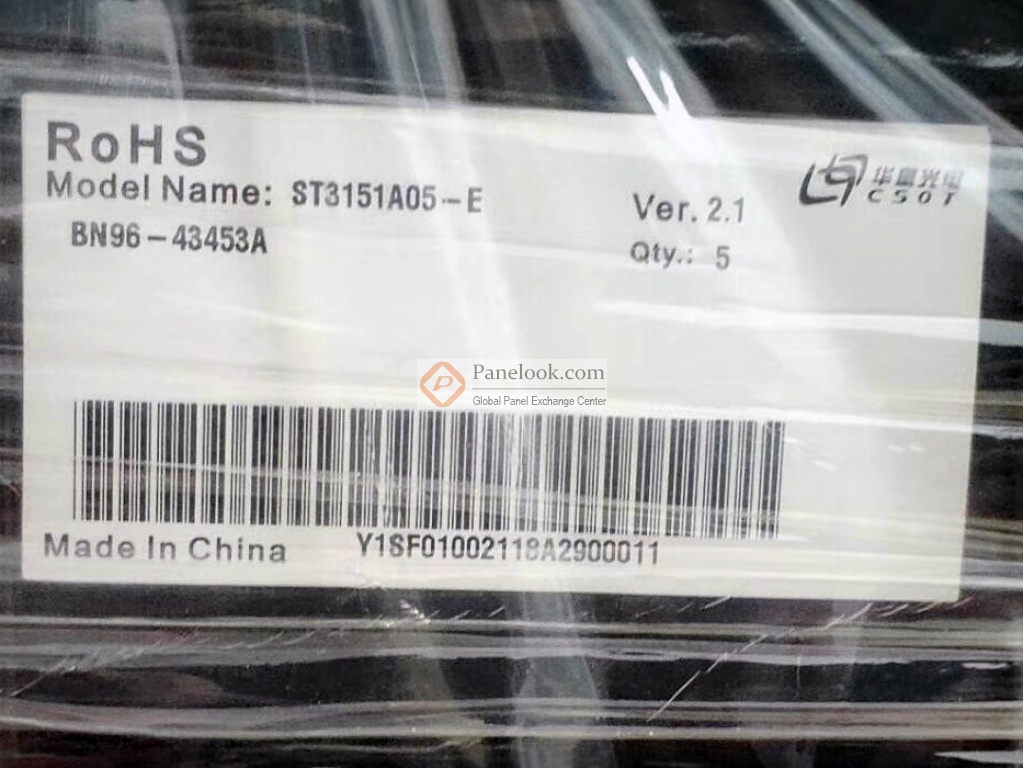 RoHS
Model Name: ST3151A05-E
BN96-43453A
Ver. 2.1
Qty.: 5
华星光电
CSOT
Panelook.com
Global Panel Exchange Center
Made In China
Y1SF01002118A2900011